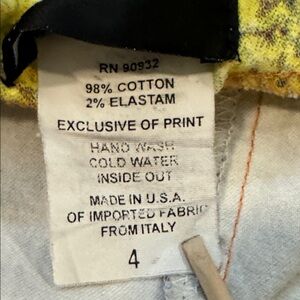 RN 90932
98% COTTON
2% ELASTAM
EXCLUSIVE OF PRINT
HAND WASH
COLD WATER
INSIDE OUT
MADE IN U.S.A.
OF IMPORTED FABRIC
FROM ITALY
4